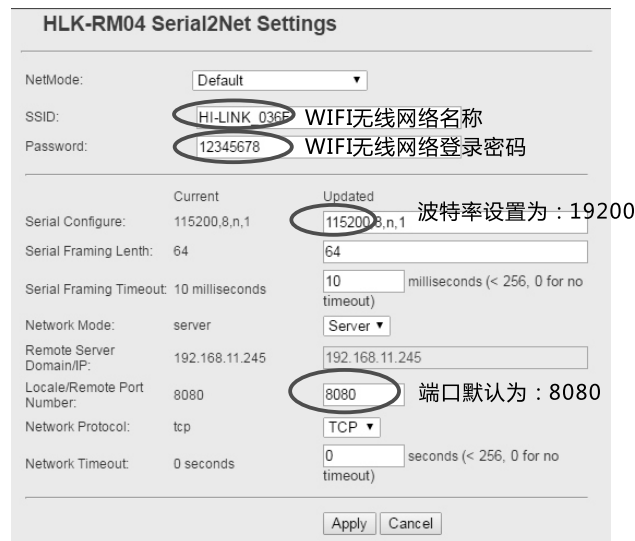 HLK-RM04 Serial2Net Settings
NetMode: Default
SSID: HI-LINK_036F WIFI无线网络名称
Password: 12345678 WIFI无线网络登录密码
Current Updated
波特率设置为：19200
Serial Configure: 115200,8,n,1 115200,8,n,1
Serial Framing Lenth: 64 64
Serial Framing Timeout: 10 milliseconds 10 milliseconds (< 256, 0 for no
timeout)
Network Mode: server Server
Remote Server
Domain/IP: 192.168.11.245 192.168.11.245
Locale/Remote Port
Number: 8080 8080 端口默认为：8080
Network Protocol: tcp TCP
Network Timeout: 0 seconds 0 seconds (< 256, 0 for no
timeout)
Apply Cancel